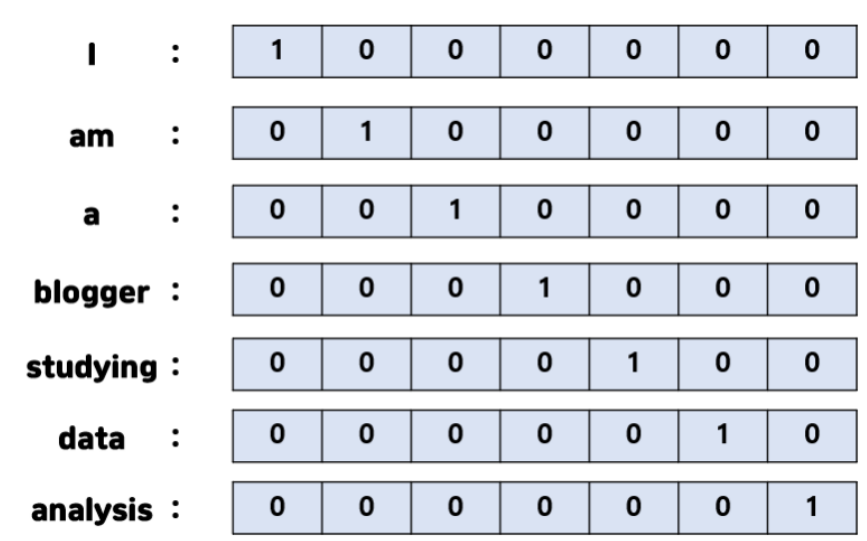 I : 1 0 0 0 0 0 0
am : 0 1 0 0 0 0 0
a : 0 0 1 0 0 0 0
blogger : 0 0 0 1 0 0 0
studying : 0 0 0 0 1 0 0
data : 0 0 0 0 0 1 0
analysis : 0 0 0 0 0 0 1